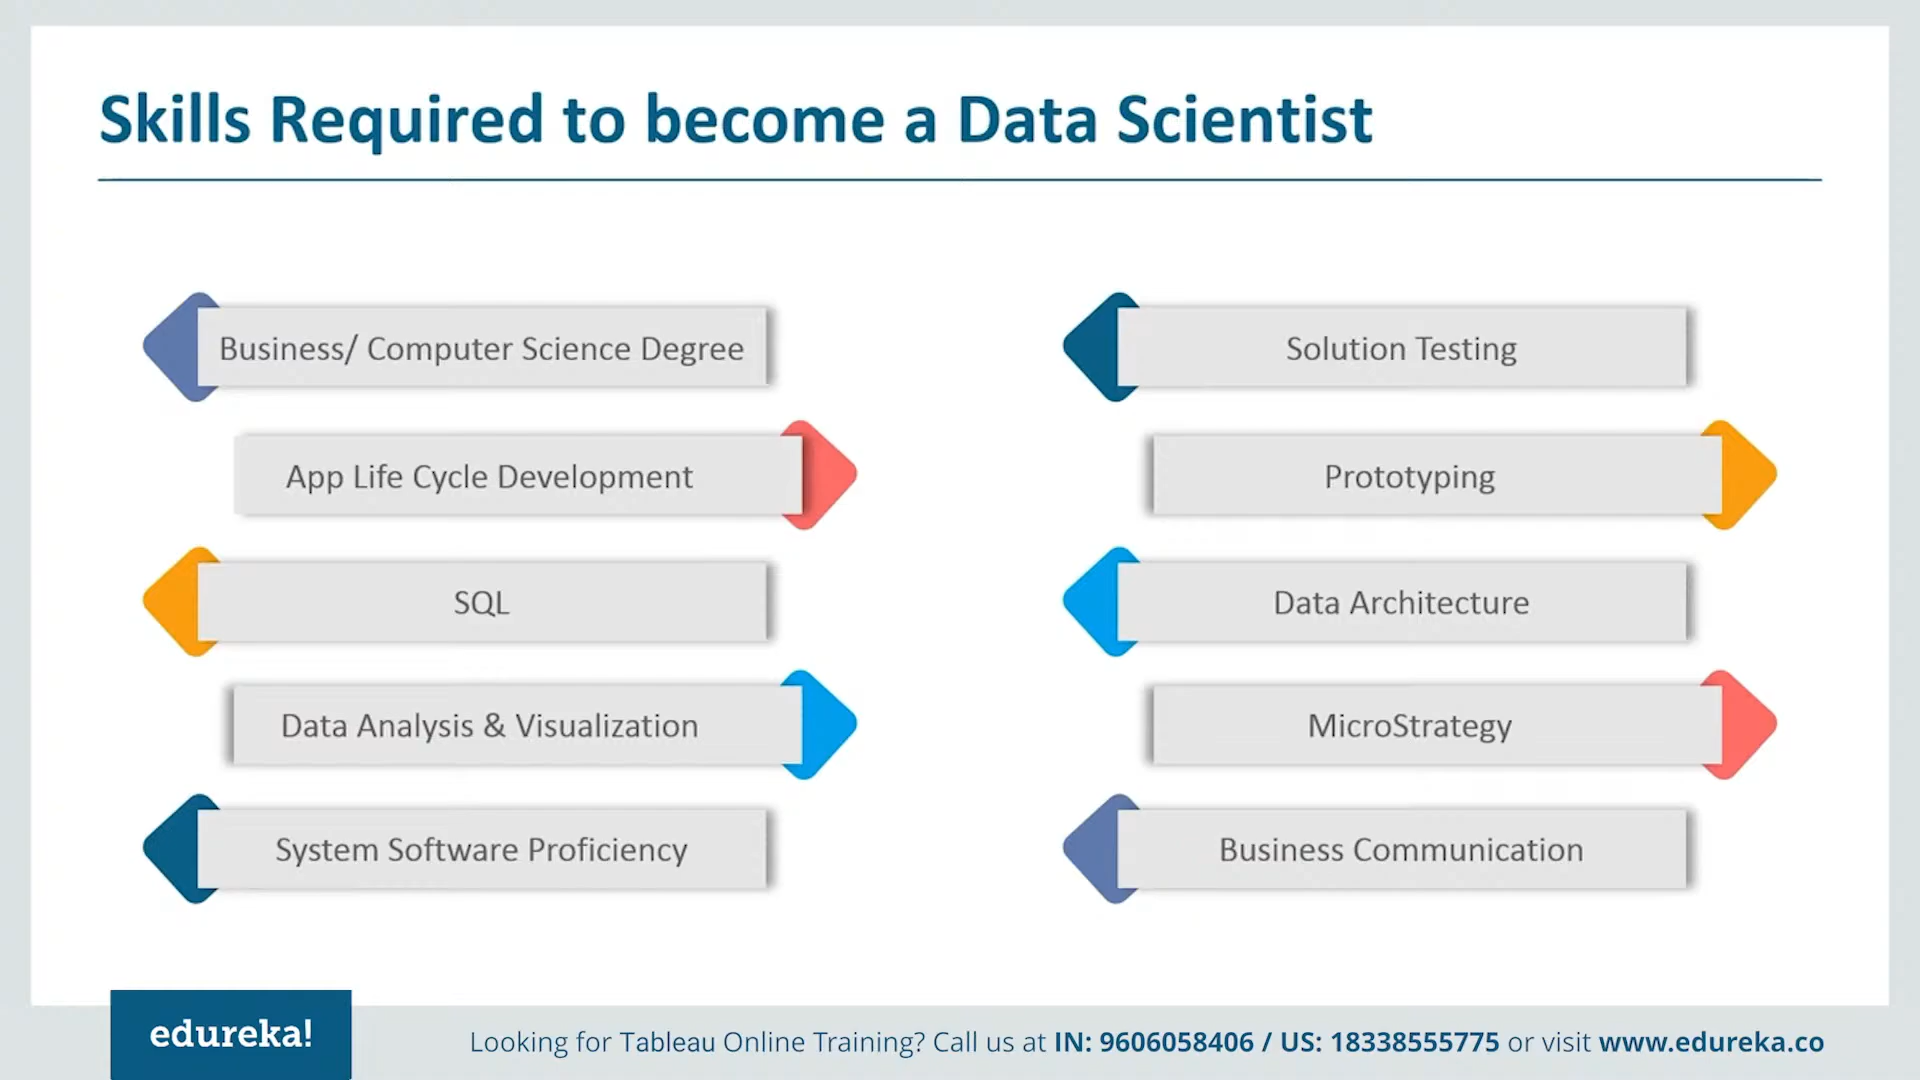 Skills Required to become a Data Scientist
Business/ Computer Science Degree
App Life Cycle Development
SQL
Data Analysis & Visualization
System Software Proficiency
Solution Testing
Prototyping
Data Architecture
MicroStrategy
Business Communication
edureka!
Looking for Tableau Online Training? Call us at IN: 9606058406 / US: 18338555775 or visit www.edureka.co